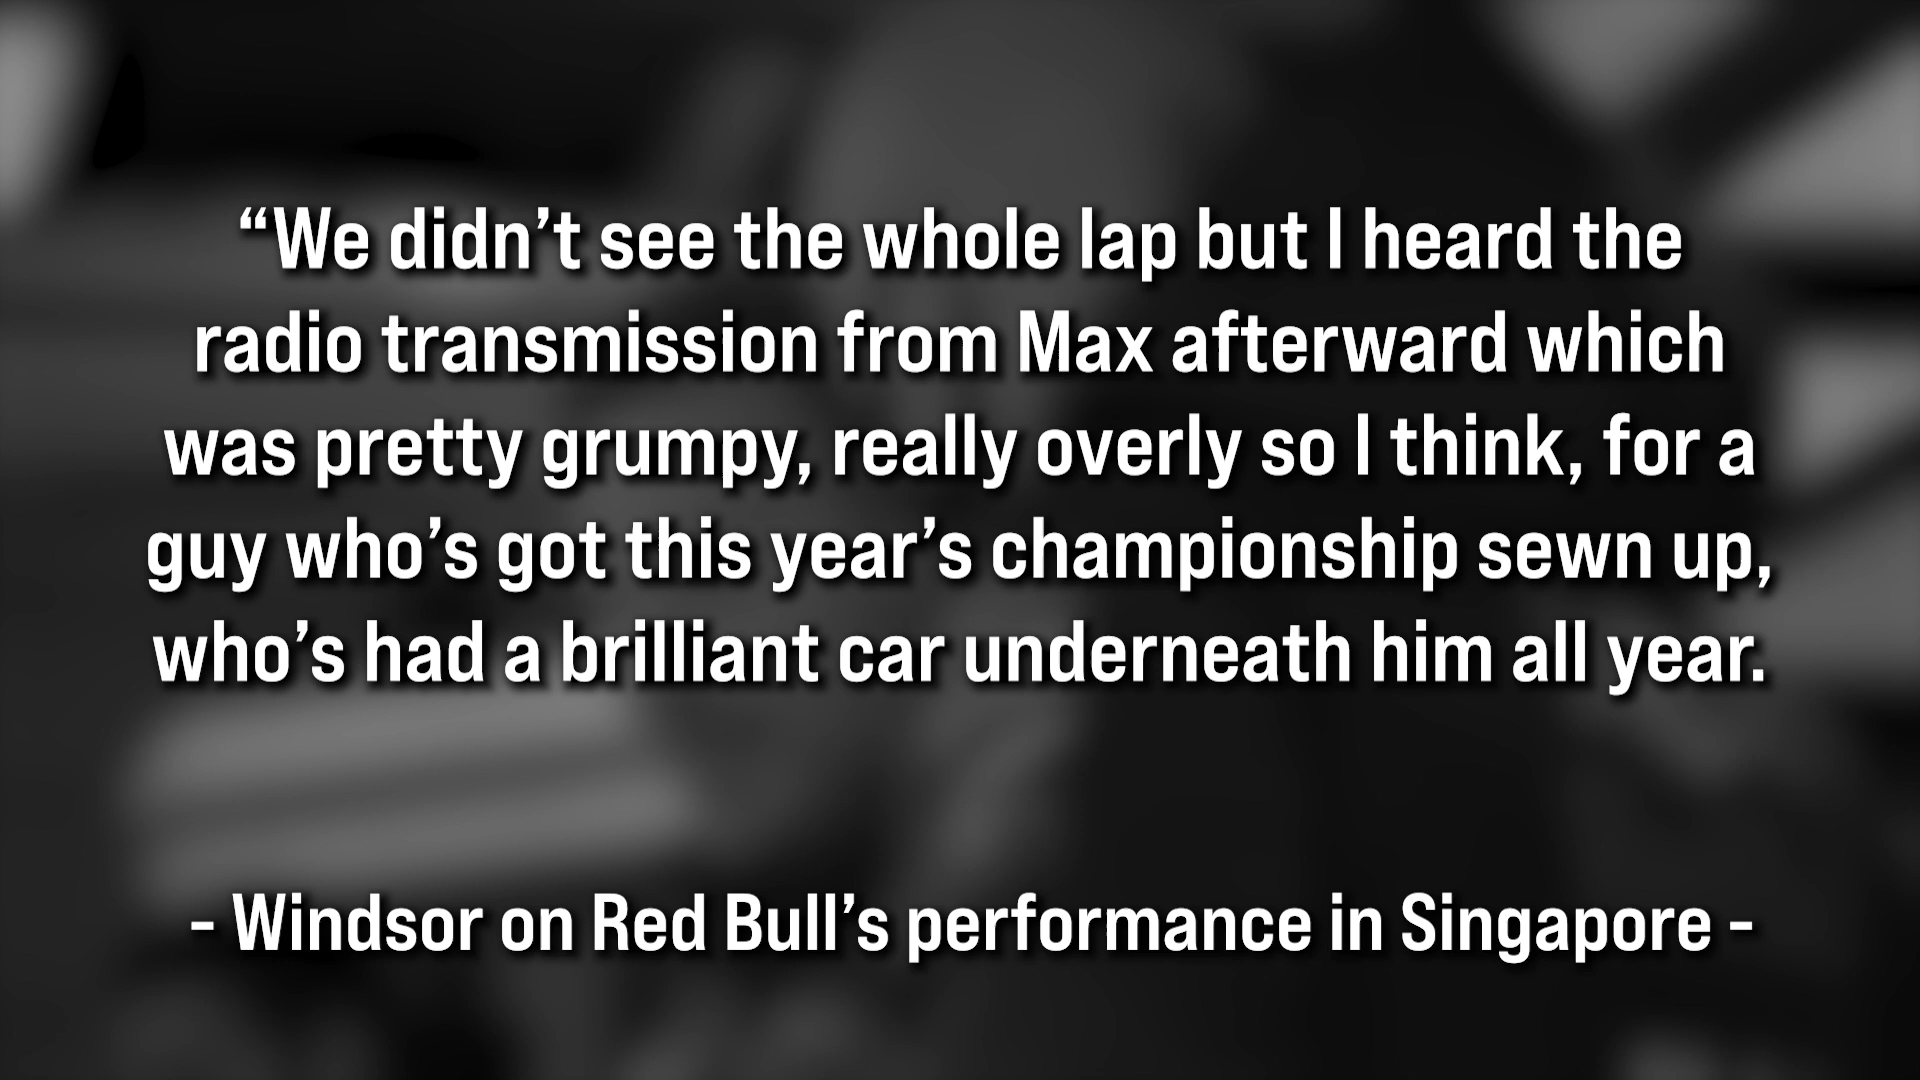 “We didn’t see the whole lap but I heard the
radio transmission from Max afterward which
was pretty grumpy, really overly so I think, for a
guy who’s got this year’s championship sewn up,
who’s had a brilliant car underneath him all year.
- Windsor on Red Bull’s performance in Singapore -